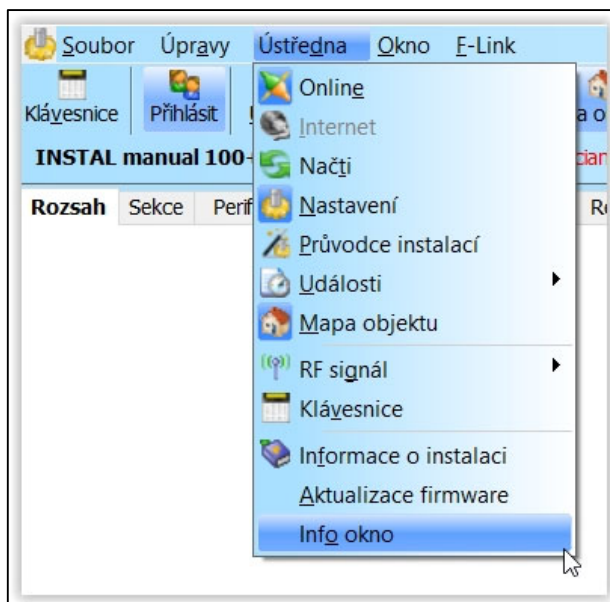 Soubor Úpravy Ústředna Okno F-Link
Klávesnice Přihlásit
INSTAL manual 100+
Rozsah Sekce
Online
Internet
Načti
Nastavení
Průvodce instalací
Události
Mapa objektu
RF signál
Klávesnice
Informace o instalaci
Aktualizace firmware
Info okno